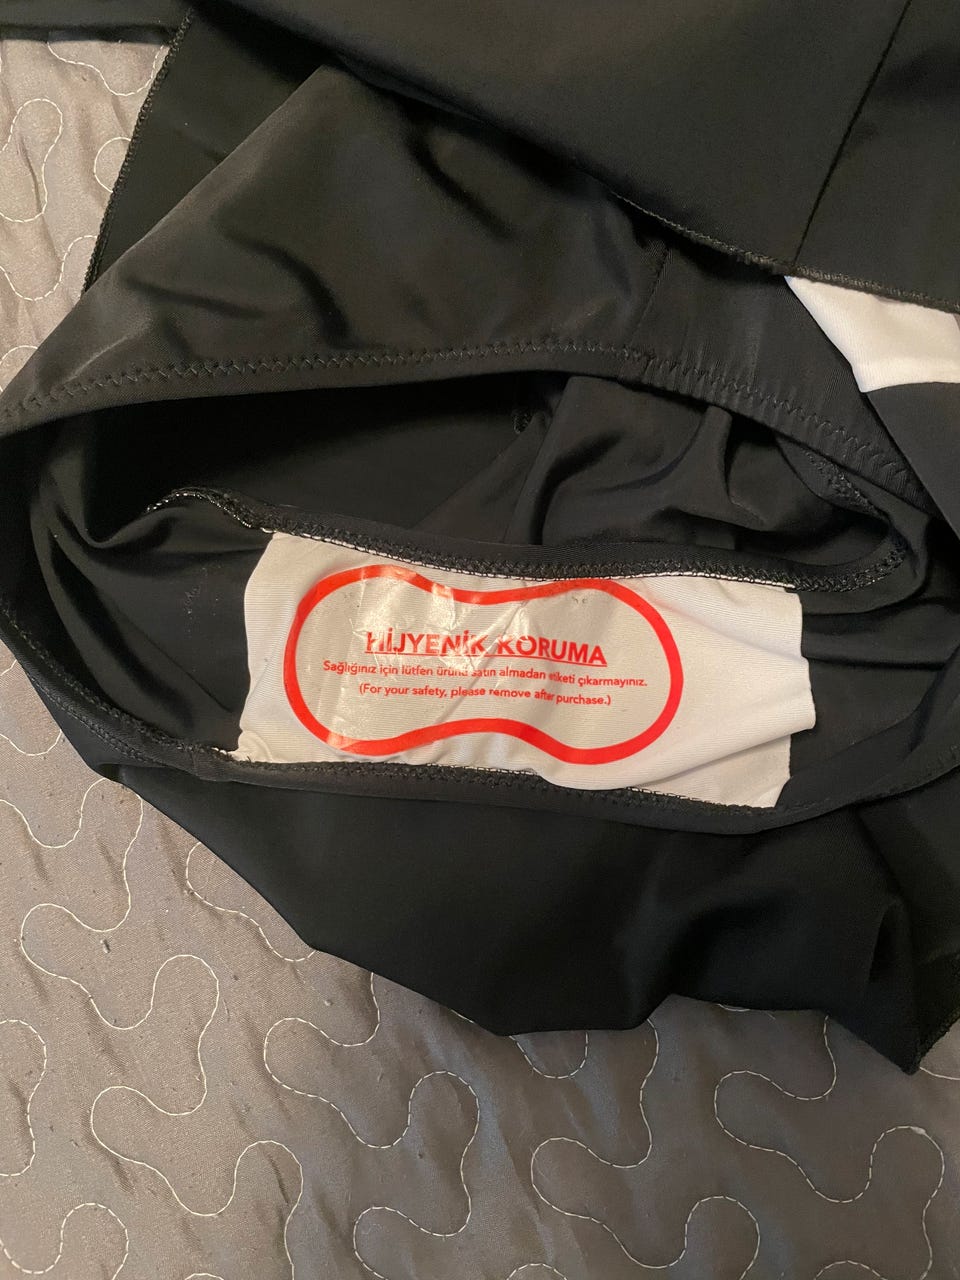 HİJYENİK KORUMA
Sağlığınız için lütfen ürünü satın almadan etiketi çıkarmayınız.
(For your safety, please remove after purchase.)